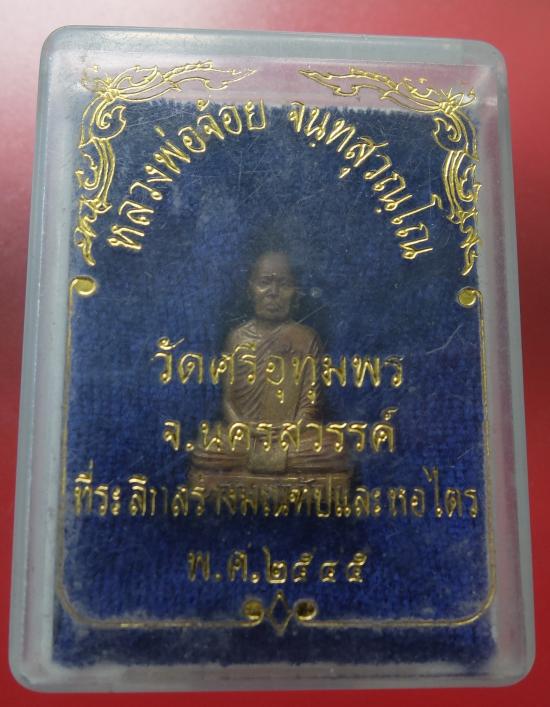 หลวงพ่อจ้อย จนฺทสุวณฺโณ
วัดศรีอุทุมพร
จ.นครสวรรค์
ที่ระลึกสร้างมณฑปและหอไตร
พ.ศ.๒๕๔๕